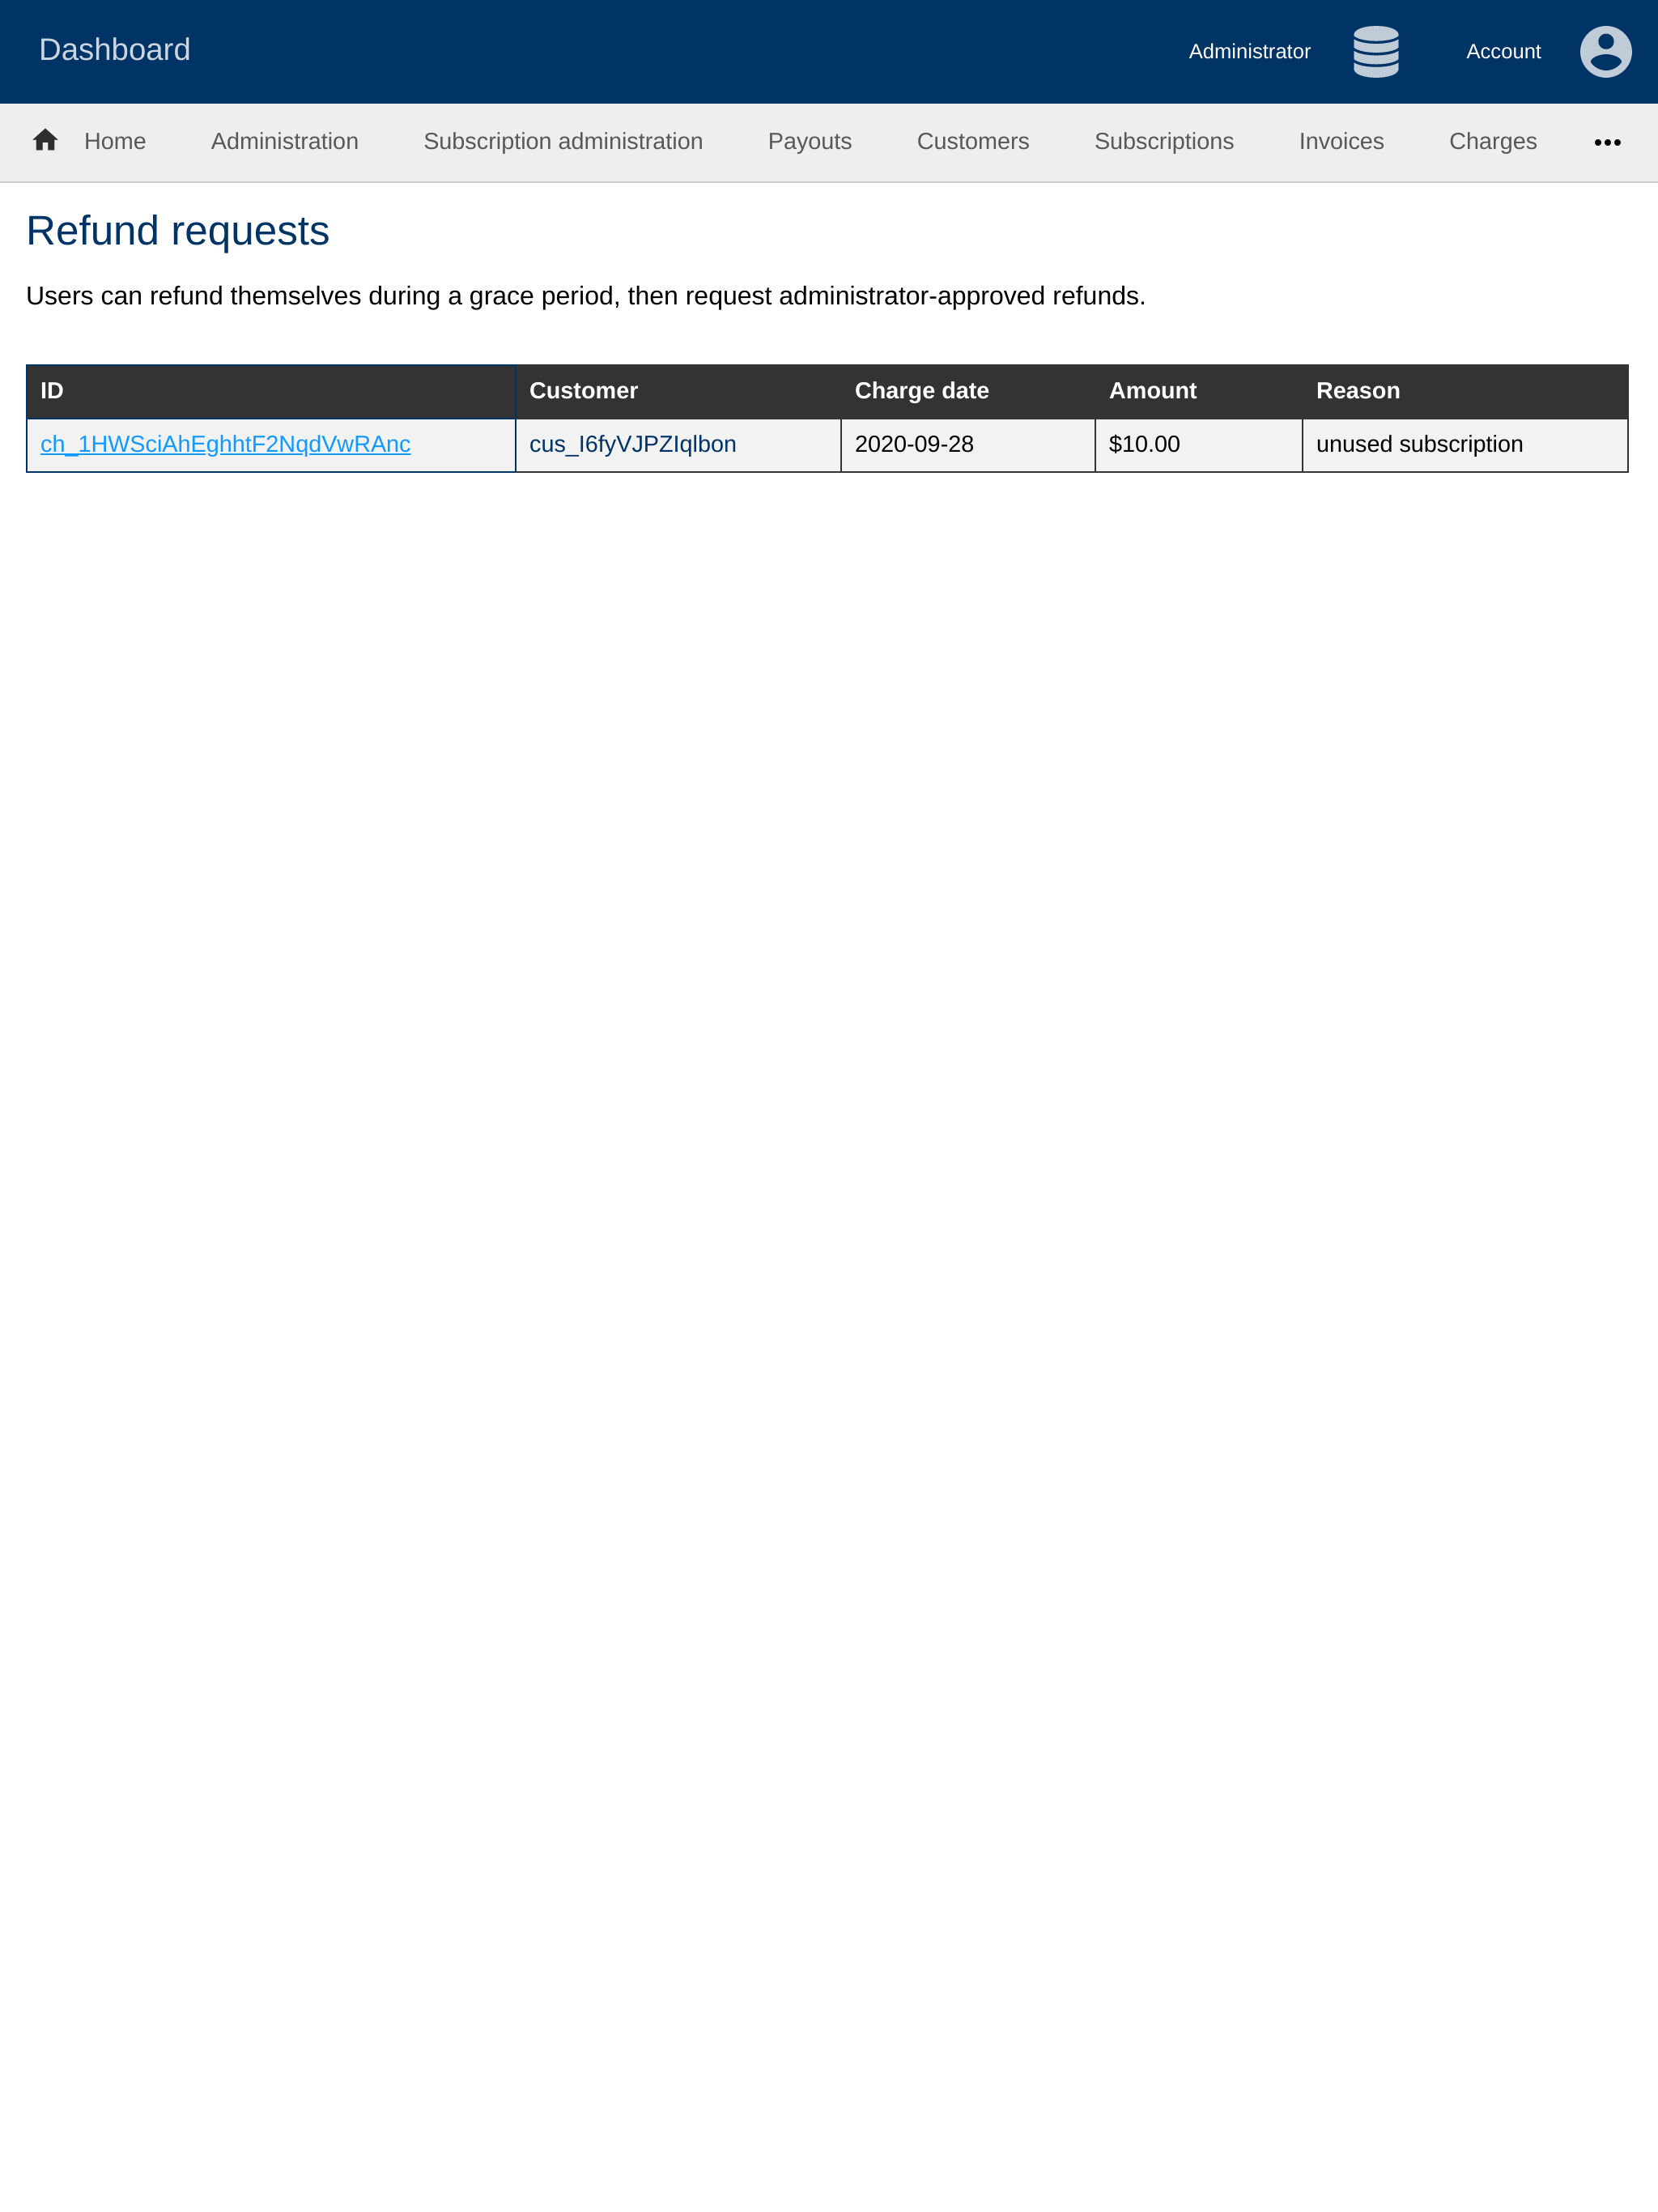 Dashboard
Administrator
Account
Home Administration Subscription administration Payouts Customers Subscriptions Invoices Charges
Refund requests
Users can refund themselves during a grace period, then request administrator-approved refunds.
ID Customer Charge date Amount Reason
ch_1HWSciAhEghhtF2NqdVwRAnc cus_I6fyVJPZIqlbon 2020-09-28 $10.00 unused subscription